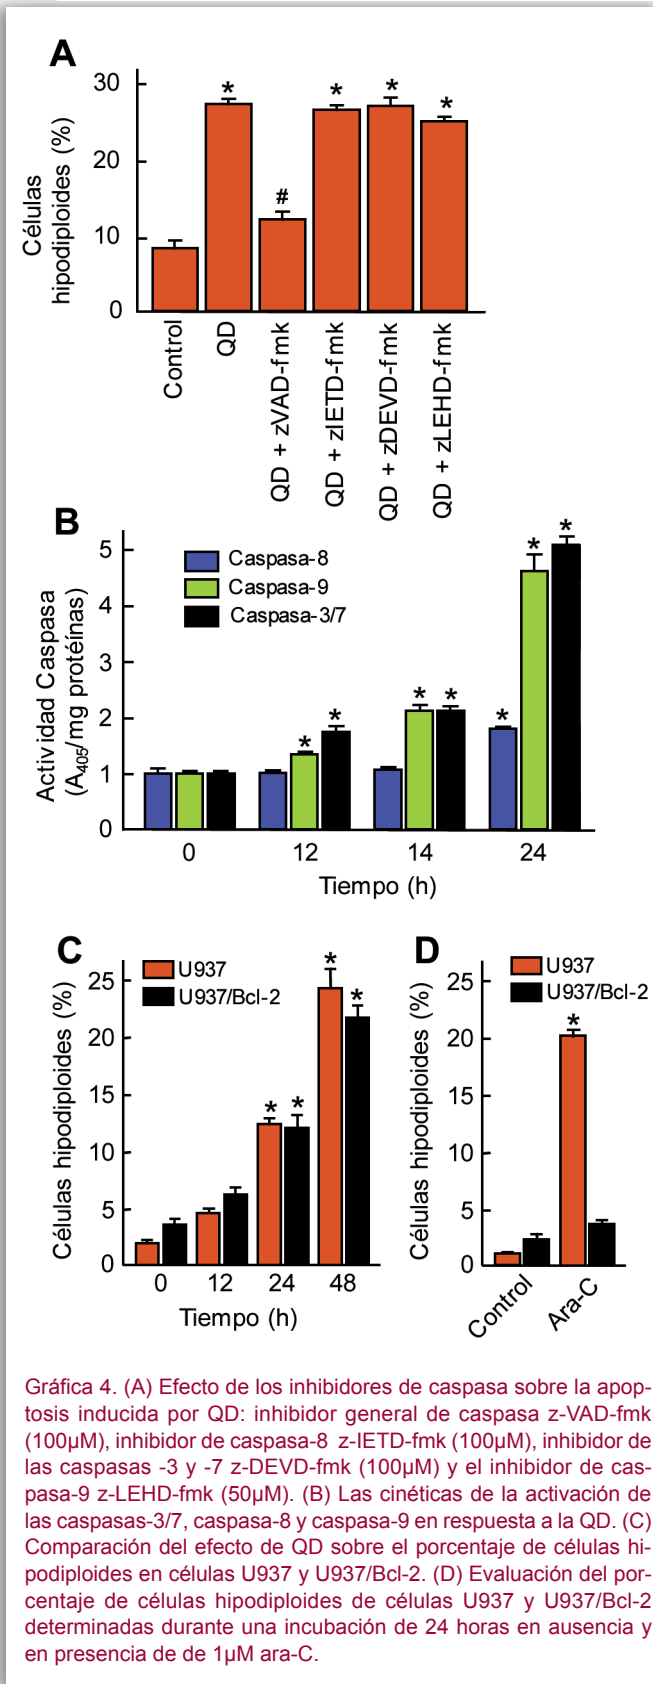 A
Células
hipodiploides (%)
30
20
10
0
*
#
*
*
*
Control
QD
QD + zVAD-fmk
QD + zIETD-fmk
QD + zDEVD-fmk
QD + zLEHD-fmk
B
Actividad Caspasa
(A405/mg protéinas)
5
4
3
2
1
0
Caspasa-8
Caspasa-9
Caspasa-3/7
*
*
*
*
*
*
*
0 12 14 24
Tiempo (h)
C
Células hipodiploides (%)
25
20
15
10
5
0
U937
U937/Bcl-2
*
*
*
*
0 12 24 48
Tiempo (h)
D
Células hipodiploides (%)
25
20
15
10
5
0
U937
U937/Bcl-2
*
Control
Ara-C
Gráfica 4. (A) Efecto de los inhibidores de caspasa sobre la apop-
tosis inducida por QD: inhibidor general de caspasa z-VAD-fmk
(100µM), inhibidor de caspasa-8 z-IETD-fmk (100µM), inhibidor de
las caspasas -3 y -7 z-DEVD-fmk (100µM) y el inhibidor de cas-
pasa-9 z-LEHD-fmk (50µM). (B) Las cinéticas de la activación de
las caspasas-3/7, caspasa-8 y caspasa-9 en respuesta a la QD. (C)
Comparación del efecto de QD sobre el porcentaje de células hi-
podiploides en células U937 y U937/Bcl-2. (D) Evaluación del por-
centaje de células hipodiploides de células U937 y U937/Bcl-2
determinadas durante una incubación de 24 horas en ausencia y
en presencia de de 1µM ara-C.